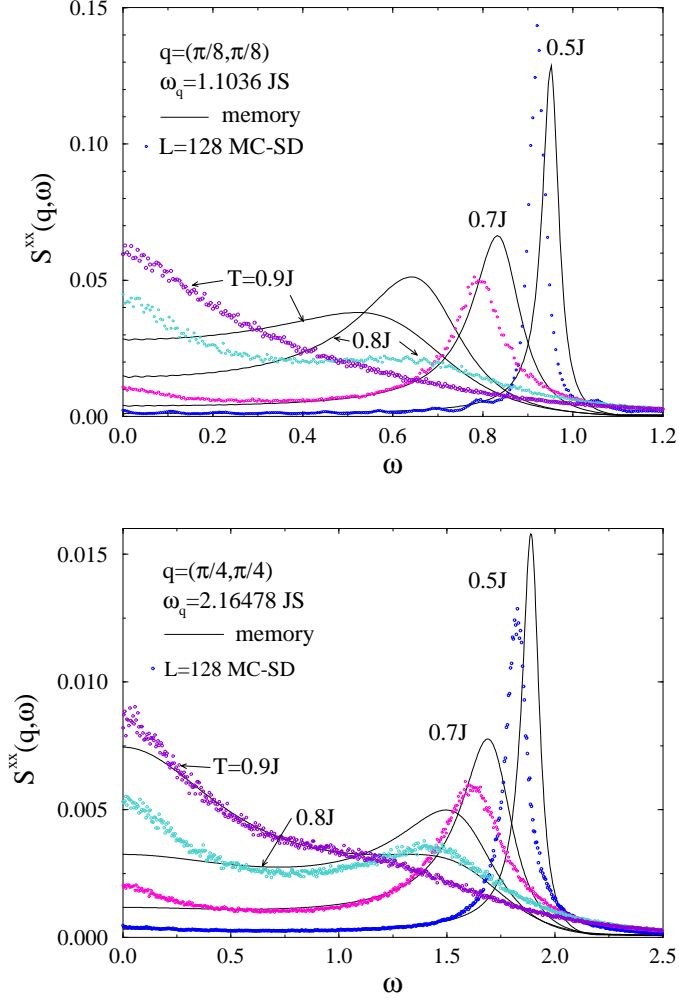 0.15
q=(π/8,π/8)
ω_q=1.1036 JS
memory
L=128 MC-SD
0.5J
0.10
S^xx(q,ω)
0.7J
0.05
T=0.9J
0.8J
0.00
0.0 0.2 0.4 0.6 0.8 1.0 1.2
ω
0.015
q=(π/4,π/4)
ω_q=2.16478 JS
memory
L=128 MC-SD
0.5J
0.010
S^xx(q,ω)
0.7J
T=0.9J
0.005
0.8J
0.000
0.0 0.5 1.0 1.5 2.0 2.5
ω